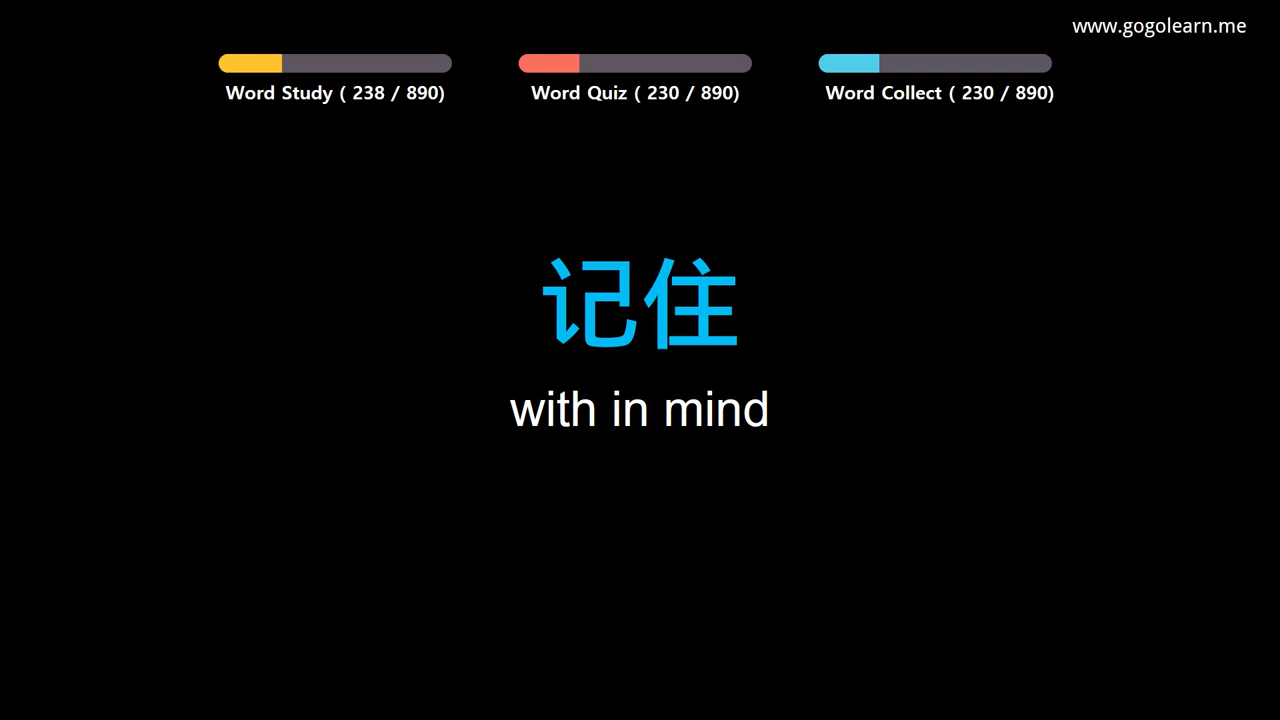 www.gogolearn.me
Word Study ( 238 / 890)
Word Quiz ( 230 / 890)
Word Collect ( 230 / 890)
记住
with in mind